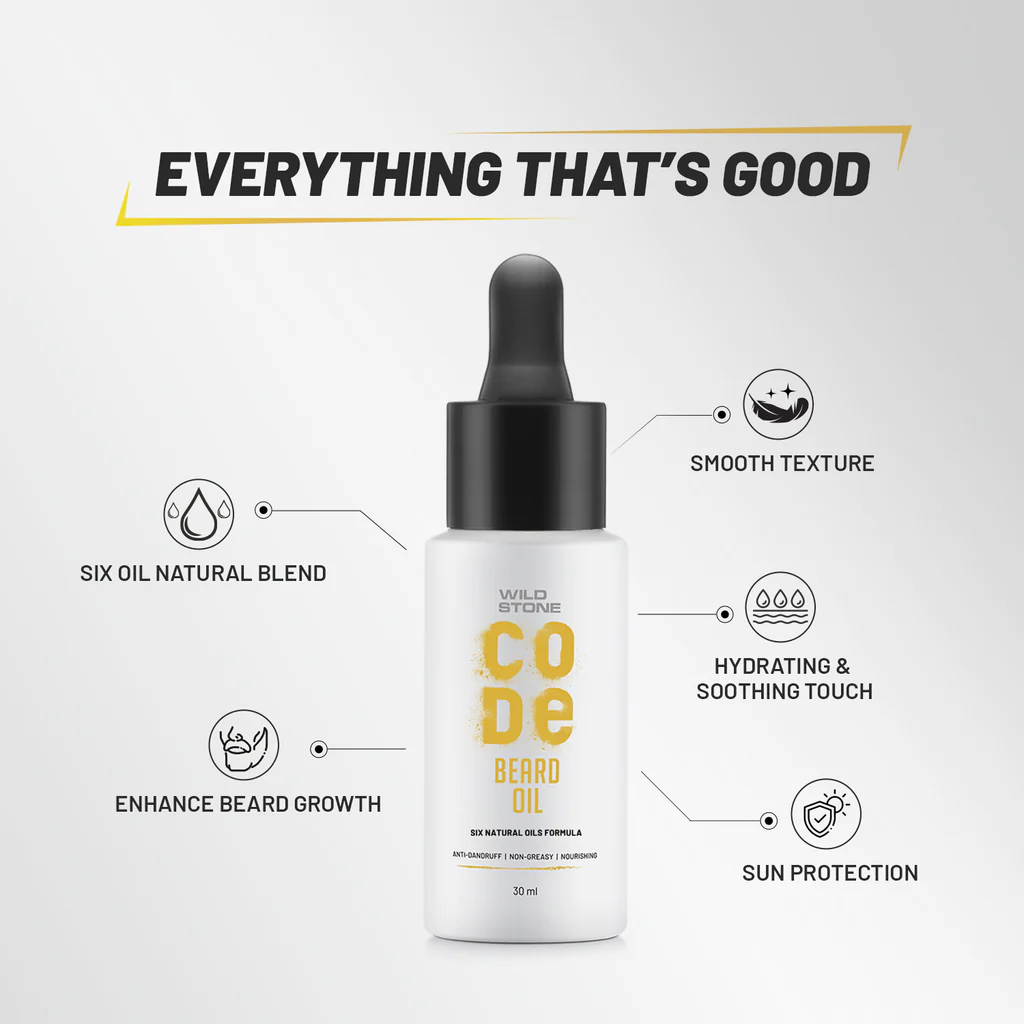 EVERYTHING THAT'S GOOD
SMOOTH TEXTURE
SIX OIL NATURAL BLEND
HYDRATING &
SOOTHING TOUCH
ENHANCE BEARD GROWTH
SUN PROTECTION
WILD
STONE
CO
De
BEARD
OIL
SIX NATURAL OILS FORMULA
ANTI-DANDRUFF | NON-GREASY | NOURISHING
30 ml